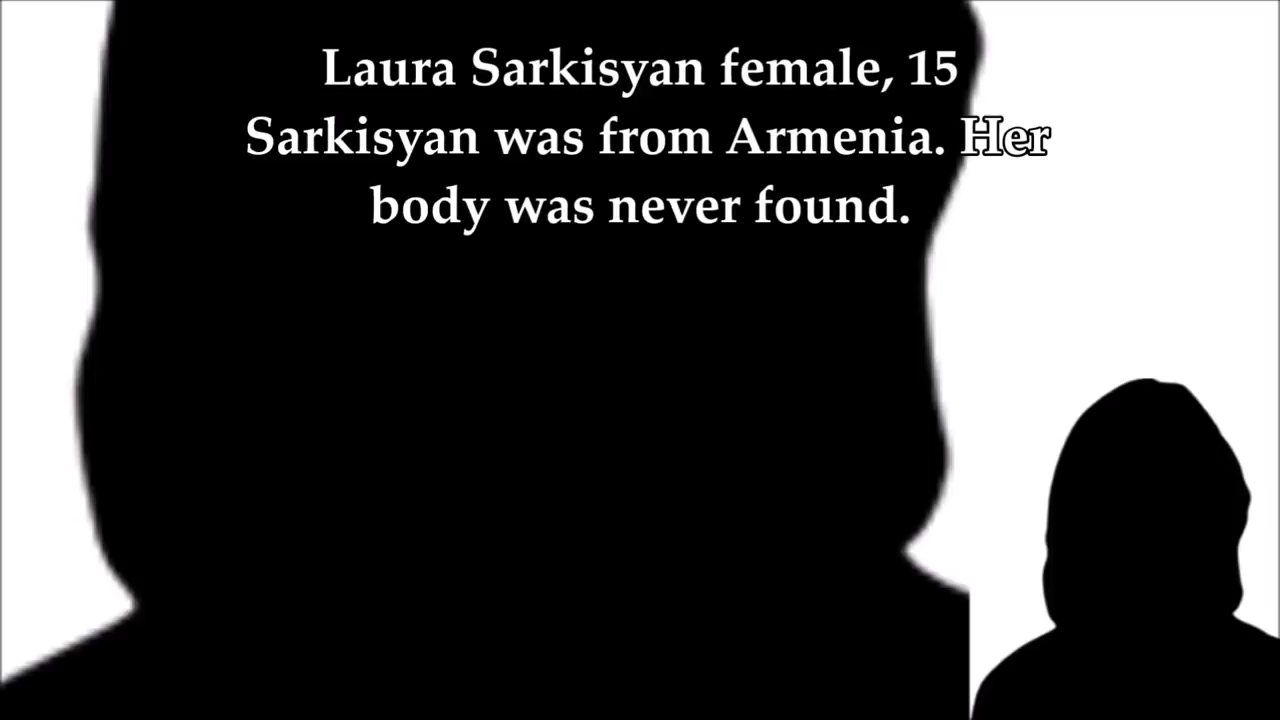 Laura Sarkisyan female, 15
Sarkisyan was from Armenia. Her
body was never found.